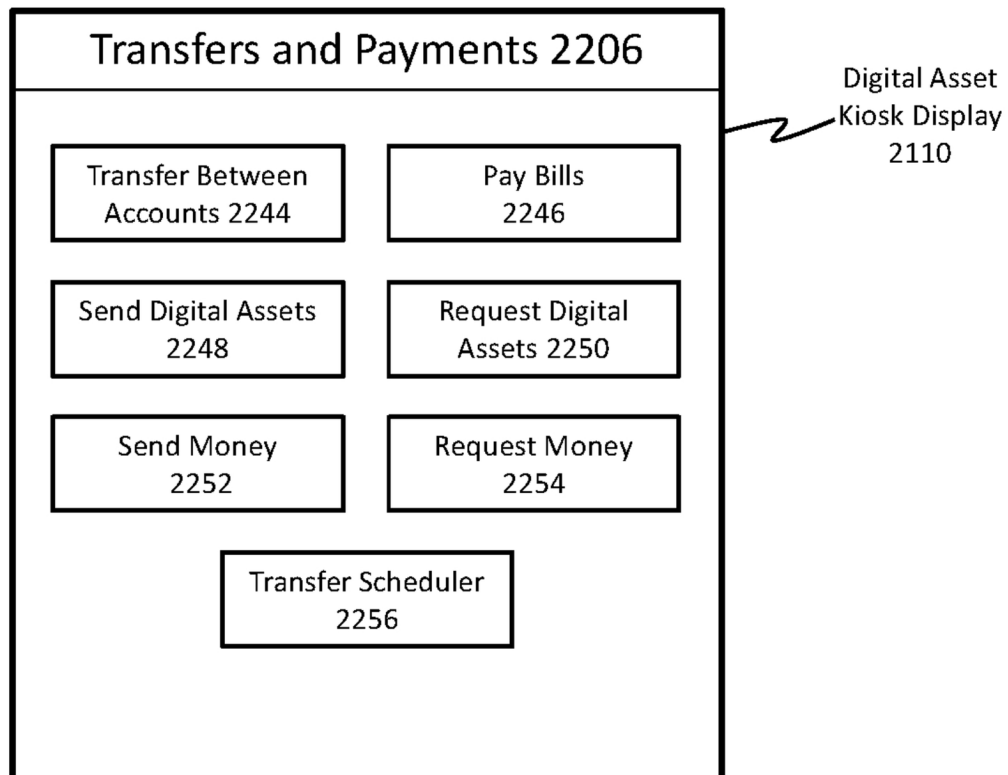 Transfers and Payments 2206
Digital Asset
Kiosk Display
2110
Transfer Between
Accounts 2244
Pay Bills
2246
Send Digital Assets
2248
Request Digital
Assets 2250
Send Money
2252
Request Money
2254
Transfer Scheduler
2256